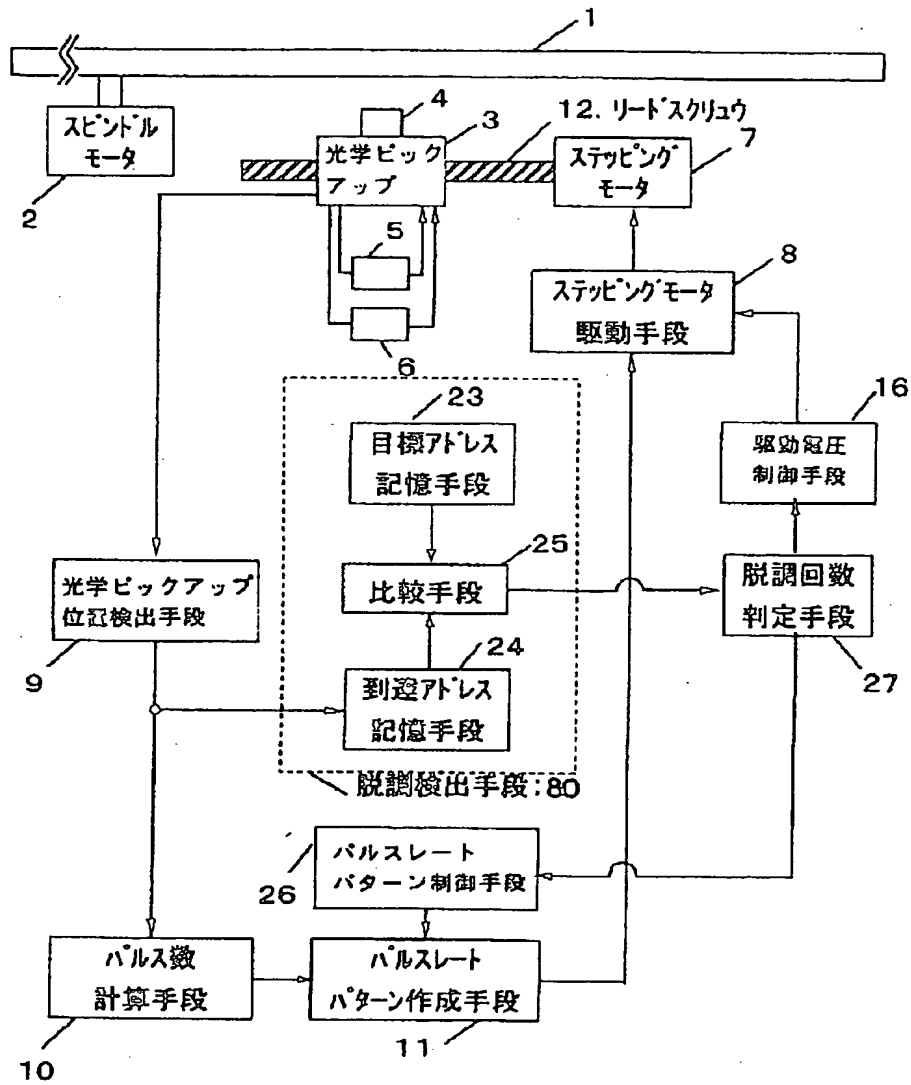 1
スピンドル
モータ
2
4
3
光学ピック
アップ
12. リードスクリュウ
ステッピング
モータ
7
5
6
ステッピングモータ
駆動手段
8
23
目標アドレス
記憶手段
16
駆動電圧
制御手段
25
比較手段
光学ピックアップ
位置検出手段
9
24
到達アドレス
記憶手段
脱調回数
判定手段
27
脱調検出手段:80
パルスレート
パターン制御手段
26
パルス数
計算手段
10
パルスレート
パターン作成手段
11